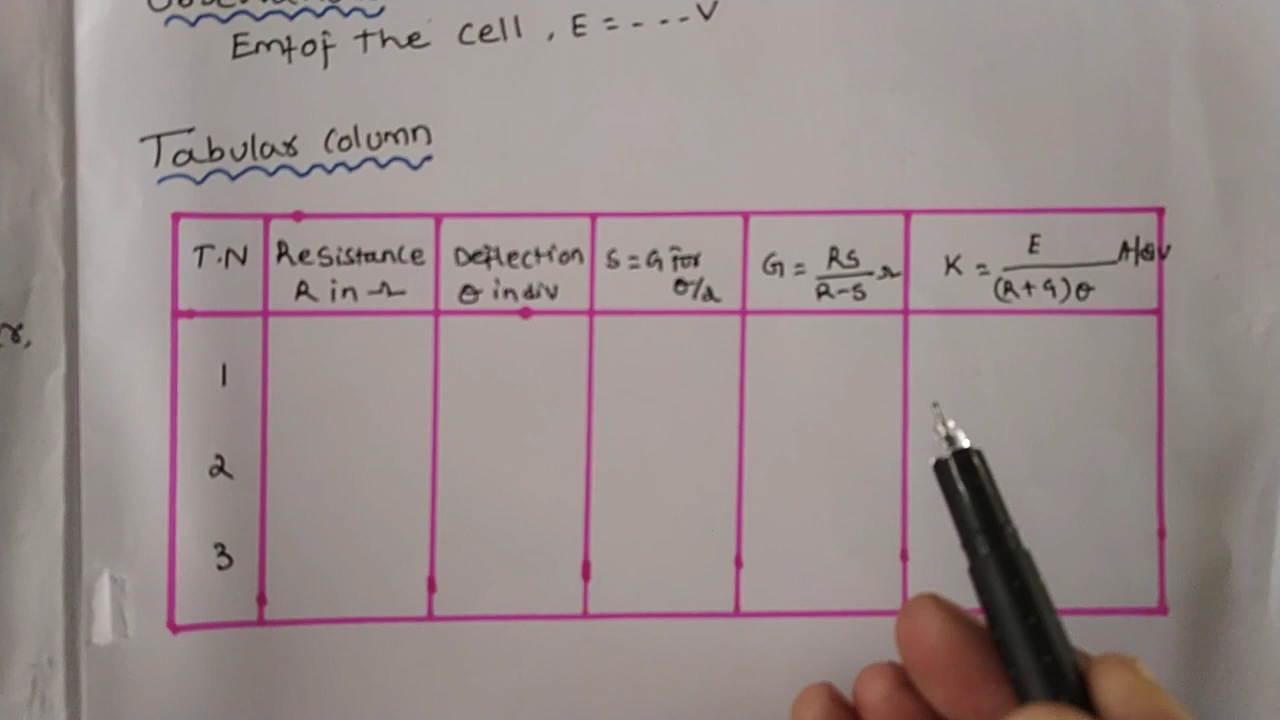 Emf of the cell, E = ---- V
Tabular Column
T.N
Resistance
R in Ω
Deflection
θ in div
S = G for
θ/2
G = RS/R-S Ω
K = E/(R+G)θ A/div
1
2
3